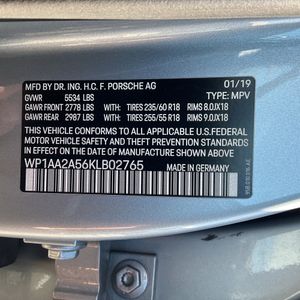 MFD BY DR. ING. H.C. F. PORSCHE AG 01/19
GVWR 5534 LBS TYPE: MPV
GAWR FRONT 2778 LBS WITH: TIRES 235/60 R18 RIMS 8.0JX18
GAWR REAR 2987 LBS WITH: TIRES 255/55 R18 RIMS 9.0JX18
THIS VEHICLE CONFORMS TO ALL APPLICABLE U.S.FEDERAL
MOTOR VEHICLE SAFETY, BUMPER, AND THEFT PREVENTION
STANDARDS IN EFFECT ON THE DATE OF MANUFACTURE SHOWN ABOVE
WP1AA2A56KLB02765 MADE IN GERMANY